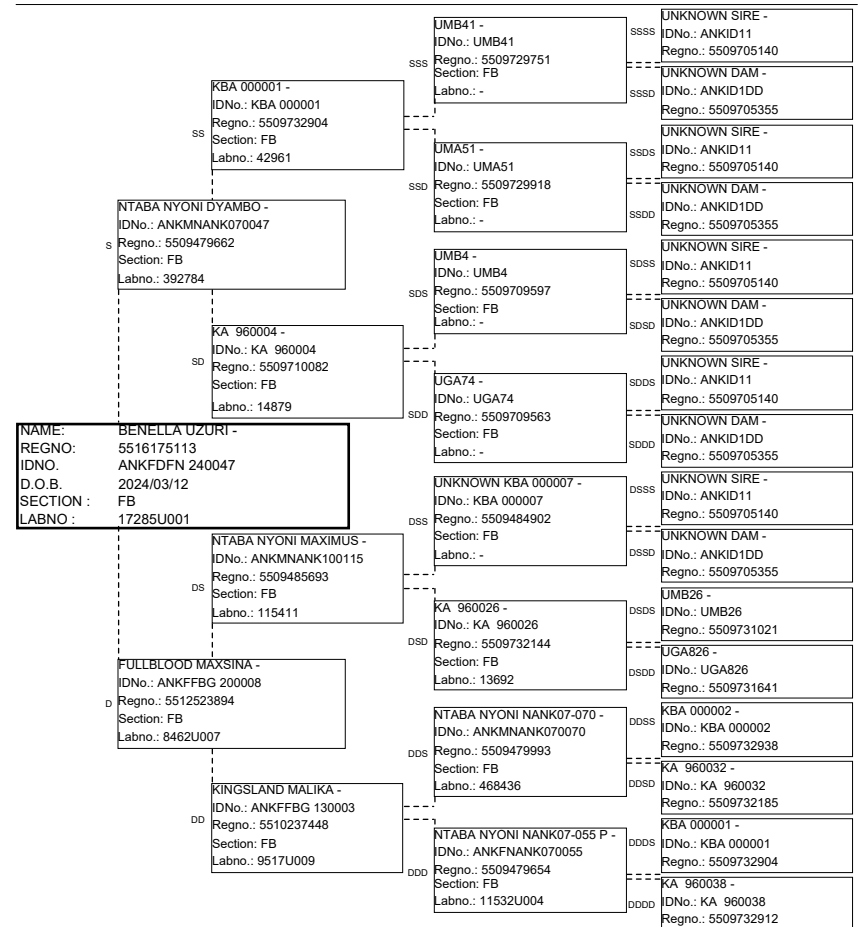 UMB41 -
IDNo.: UMB41
SSS
Regno.: 5509729751
Section: FB
Labno.: -
SSSS
UNKNOWN SIRE -
IDNo.: ANKID11
Regno.: 5509705140
SSSD
UNKNOWN DAM -
IDNo.: ANKID1DD
Regno.: 5509705355
SS
KBA 000001 -
IDNo.: KBA 000001
Regno.: 5509732904
Section: FB
Labno.: 42961
SSD
UMA51 -
IDNo.: UMA51
Regno.: 5509729918
Section: FB
Labno.: -
SSDS
UNKNOWN SIRE -
IDNo.: ANKID11
Regno.: 5509705140
SSDD
UNKNOWN DAM -
IDNo.: ANKID1DD
Regno.: 5509705355
S
NTABA NYONI DYAMBO -
IDNo.: ANKMNANK070047
Regno.: 5509479662
Section: FB
Labno.: 392784
SDS
UMB4 -
IDNo.: UMB4
Regno.: 5509709597
Section: FB
Labno.: -
SDSS
UNKNOWN SIRE -
IDNo.: ANKID11
Regno.: 5509705140
SDSD
UNKNOWN DAM -
IDNo.: ANKID1DD
Regno.: 5509705355
SD
KA 960004 -
IDNo.: KA 960004
Regno.: 5509710082
Section: FB
Labno.: 14879
SDD
UGA74 -
IDNo.: UGA74
Regno.: 5509709563
Section: FB
Labno.: -
SDDS
UNKNOWN SIRE -
IDNo.: ANKID11
Regno.: 5509705140
SDDD
UNKNOWN DAM -
IDNo.: ANKID1DD
Regno.: 5509705355
NAME: BENELLA UZURI -
REGNO: 5516175113
IDNO. ANKFDFN 240047
D.O.B. 2024/03/12
SECTION : FB
LABNO : 17285U001
DSS
UNKNOWN KBA 000007 -
IDNo.: KBA 000007
Regno.: 5509484902
Section: FB
Labno.: -
DSSS
UNKNOWN SIRE -
IDNo.: ANKID11
Regno.: 5509705140
DSSD
UNKNOWN DAM -
IDNo.: ANKID1DD
Regno.: 5509705355
DS
NTABA NYONI MAXIMUS -
IDNo.: ANKMNANK100115
Regno.: 5509485693
Section: FB
Labno.: 115411
DSD
KA 960026 -
IDNo.: KA 960026
Regno.: 5509732144
Section: FB
Labno.: 13692
DSDS
UMB26 -
IDNo.: UMB26
Regno.: 5509731021
DSDD
UGA826 -
IDNo.: UGA826
Regno.: 5509731641
D
FULLBLOOD MAXSINA -
IDNo.: ANKFFBG 200008
Regno.: 5512523894
Section: FB
Labno.: 8462U007
DDS
NTABA NYONI NANK07-070 -
IDNo.: ANKMNANK070070
Regno.: 5509479993
Section: FB
Labno.: 468436
DDSS
KBA 000002 -
IDNo.: KBA 000002
Regno.: 5509732938
DDSD
KA 960032 -
IDNo.: KA 960032
Regno.: 5509732185
DD
KINGSLAND MALIKA -
IDNo.: ANKFFBG 130003
Regno.: 5510237448
Section: FB
Labno.: 9517U009
DDD
NTABA NYONI NANK07-055 P -
IDNo.: ANKFNANK070055
Regno.: 5509479654
Section: FB
Labno.: 11532U004
DDDS
KBA 000001 -
IDNo.: KBA 000001
Regno.: 5509732904
DDDD
KA 960038 -
IDNo.: KA 960038
Regno.: 5509732912